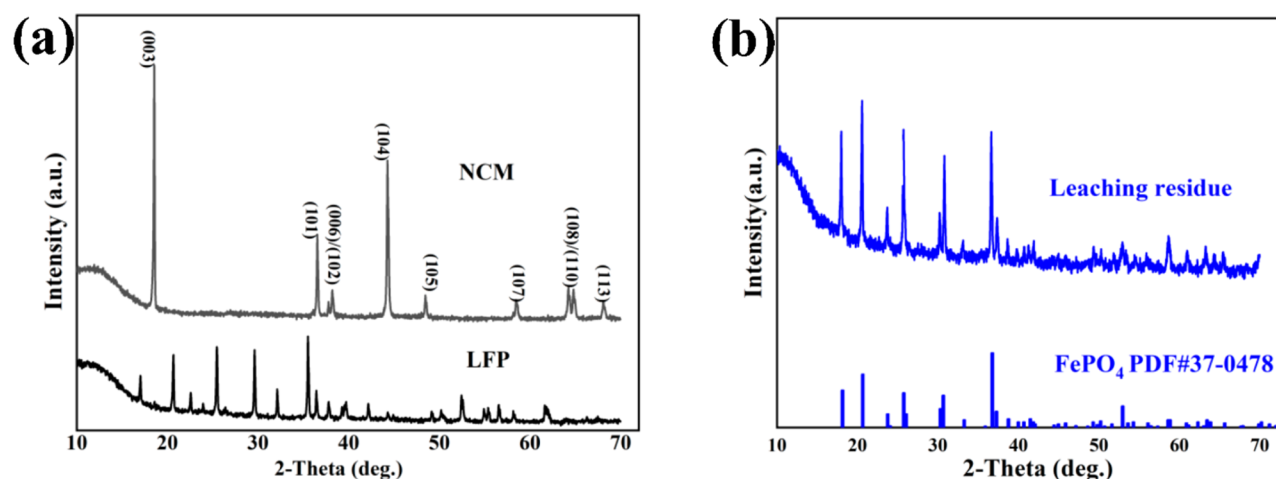 (a)
Intensity (a.u.)
(003)
(101)
(006)/(102)
(104)
(105)
(107)
(108)/(110)
(113)
NCM
LFP
10 20 30 40 50 60 70
2-Theta (deg.)
(b)
Intensity(a.u.)
Leaching residue
FePO₄ PDF#37-0478
10 20 30 40 50 60 70
2-Theta (deg.)